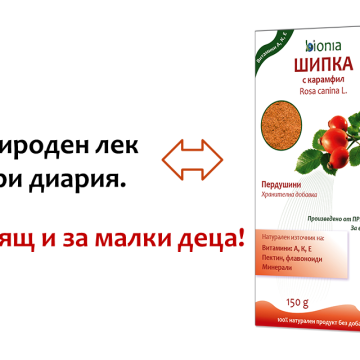 ироден лек
ри диария.
ящ и за малки деца!
bionia
Витамини А, К, Е
ШИПКА
с карамфил
Rosa canina L.
Пердушини
Хранителна добавка
Произведено от ПР
Натурален източник на:
Витамини: А, К, Е
Пектин, флавоноиди
Минерали
150 g
100% натурален продукт без доба